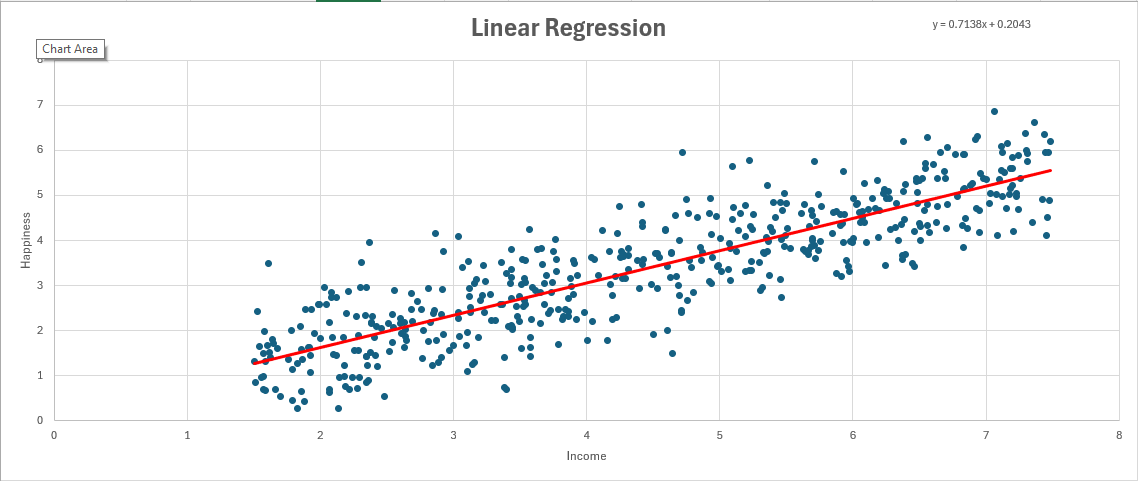 Linear Regression
y = 0.7138x + 0.2043
Chart Area
8
7
6
5
4
3
2
1
0
Happiness
0 1 2 3 4 5 6 7 8
Income